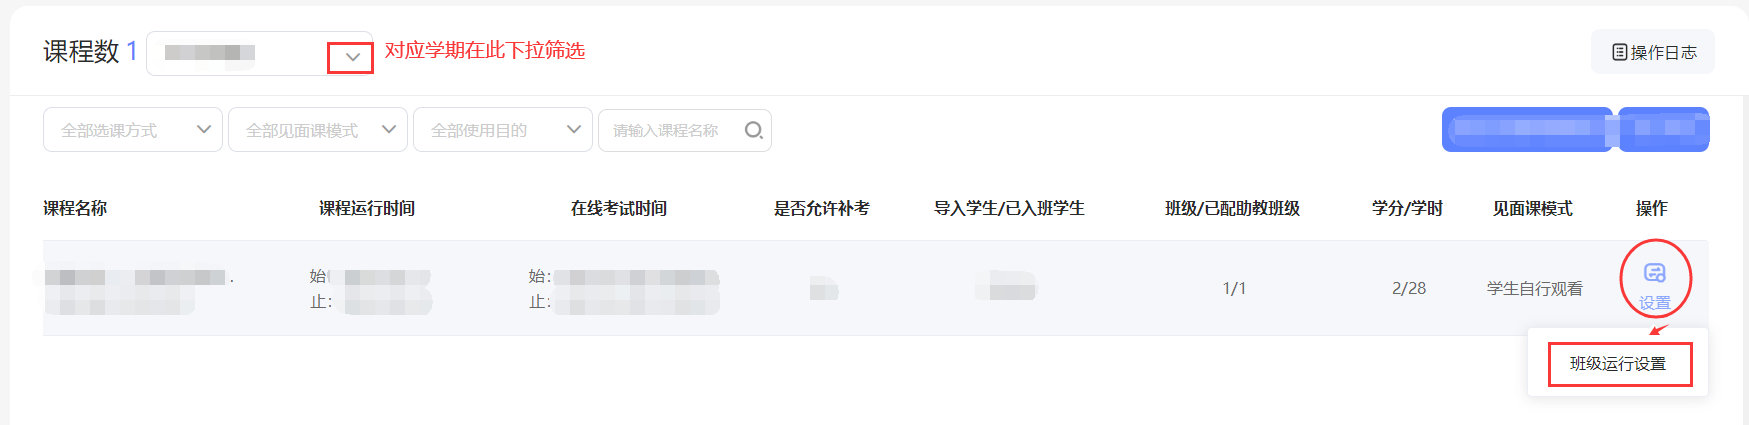 课程数 1
对应学期在此下拉筛选
操作日志
全部选课方式
全部见面课模式
全部使用目的
请输入课程名称
课程名称
课程运行时间
在线考试时间
是否允许补考
导入学生/已入班学生
班级/已配助教班级
学分/学时
见面课模式
操作
始
止：
始：
止：
1/1
2/28
学生自行观看
设置
班级运行设置